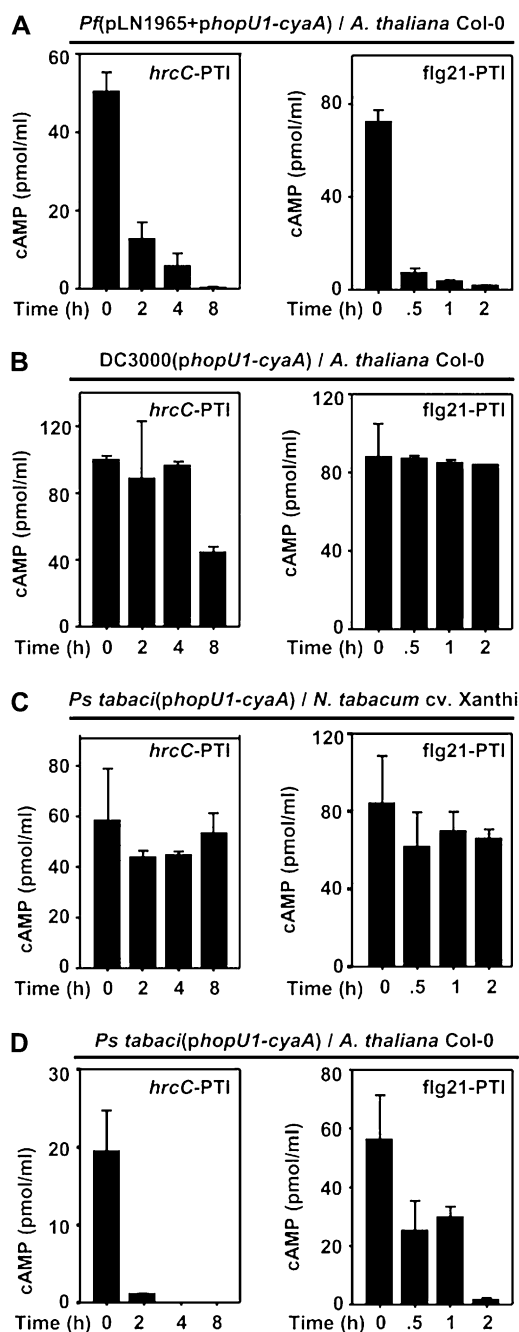 A
Pf(pLN1965+phopU1-cyaA) / A. thaliana Col-0
hrcC-PTI
cAMP (pmol/ml)
60
40
20
0
Time (h) 0 2 4 8
flg21-PTI
cAMP (pmol/ml)
80
40
0
Time (h) 0 .5 1 2
B
DC3000(phopU1-cyaA) / A. thaliana Col-0
hrcC-PTI
cAMP (pmol/ml)
120
80
40
0
Time (h) 0 2 4 8
flg21-PTI
cAMP (pmol/ml)
120
80
40
0
Time (h) 0 .5 1 2
C
Ps tabaci(phopU1-cyaA) / N. tabacum cv. Xanthi
hrcC-PTI
cAMP (pmol/ml)
80
60
40
20
0
Time (h) 0 2 4 8
flg21-PTI
cAMP (pmol/ml)
120
80
40
0
Time (h) 0 .5 1 2
D
Ps tabaci(phopU1-cyaA) / A. thaliana Col-0
hrcC-PTI
cAMP (pmol/ml)
30
20
10
0
Time (h) 0 2 4 8
flg21-PTI
cAMP (pmol/ml)
80
60
40
20
0
Time (h) 0 .5 1 2